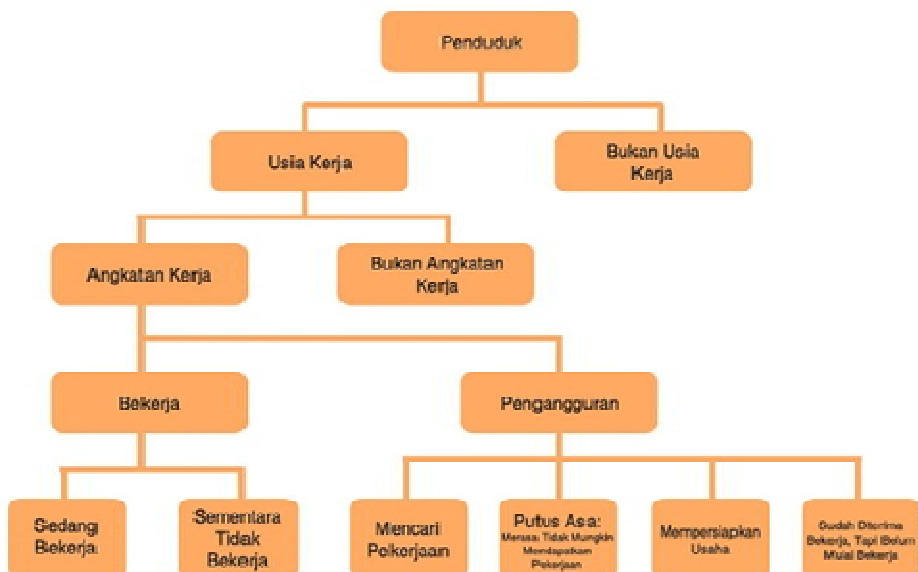 Penduduk
Usia Kerja
Bukan Usia
Kerja
Angkatan Kerja
Bukan Angkatan
Kerja
Bekerja
Pengangguran
Sedang
Bekerja
Sementara
Tidak
Bekerja
Mencari
Pekerjaan
Putus Asa:
Merasa Tidak Mungkin
Mendapatkan
Pekerjaan
Mempersiapkan
Usaha
Sudah Diterima
Bekerja, Tapi Belum
Mulai Bekerja